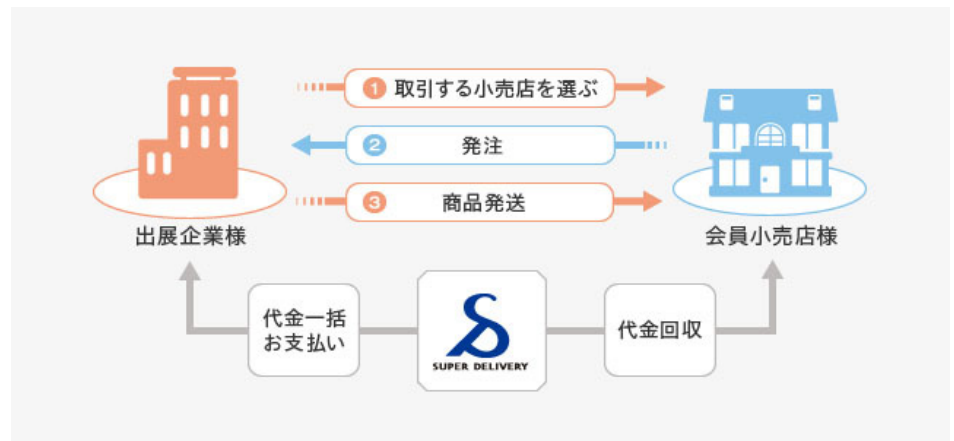 1 取引する小売店を選ぶ
2 発注
3 商品発送
出展企業様
会員小売店様
代金一括
お支払い
SUPER DELIVERY
代金回収